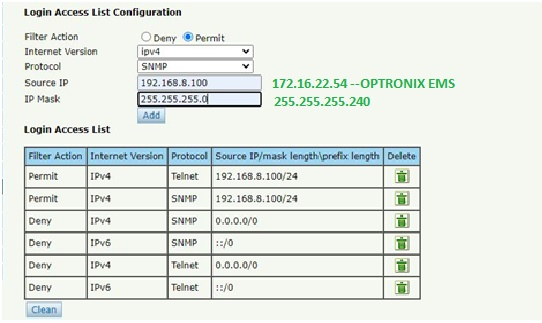 Login Access List Configuration
Filter Action Deny Permit
Internet Version ipv4
Protocol SNMP
Source IP 192.168.8.100 172.16.22.54 --OPTRONIX EMS
IP Mask 255.255.255.0 255.255.255.240
Add
Login Access List
Filter Action Internet Version Protocol Source IP/mask length\prefix length Delete
Permit IPv4 Telnet 192.168.8.100/24
Permit IPv4 SNMP 192.168.8.100/24
Deny IPv4 SNMP 0.0.0.0/0
Deny IPv6 SNMP ::/0
Deny IPv4 Telnet 0.0.0.0/0
Deny IPv6 Telnet ::/0
Clean